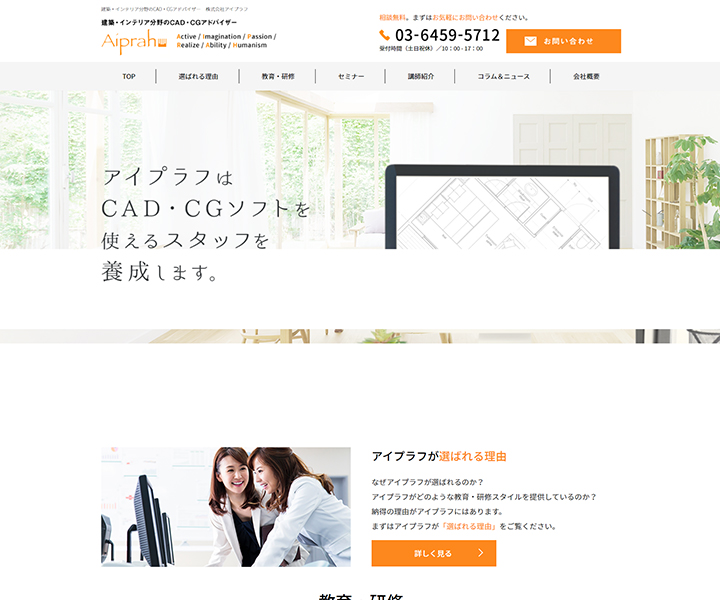 建築・インテリア分野のCAD・CGアドバイザー　株式会社アイプラフ
建築・インテリア分野のCAD・CGアドバイザー
Aiprah
Active / Imagination / Passion /
Realize / Ability / Humanism
相談無料。まずはお気軽にお問い合わせください。
03-6459-5712
受付時間（土日祝休）／10：00 - 17：00
お問い合わせ
TOP
選ばれる理由
教育・研修
セミナー
講師紹介
コラム＆ニュース
会社概要
アイプラフは
CAD・CGソフトを
使えるスタッフを
養成します。
アイプラフが選ばれる理由
なぜアイプラフが選ばれるのか？
アイプラフがどのような教育・研修スタイルを提供しているのか？
納得の理由がアイプラフにはあります。
まずはアイプラフが「選ばれる理由」をご覧ください。
詳しく見る
教育・研修